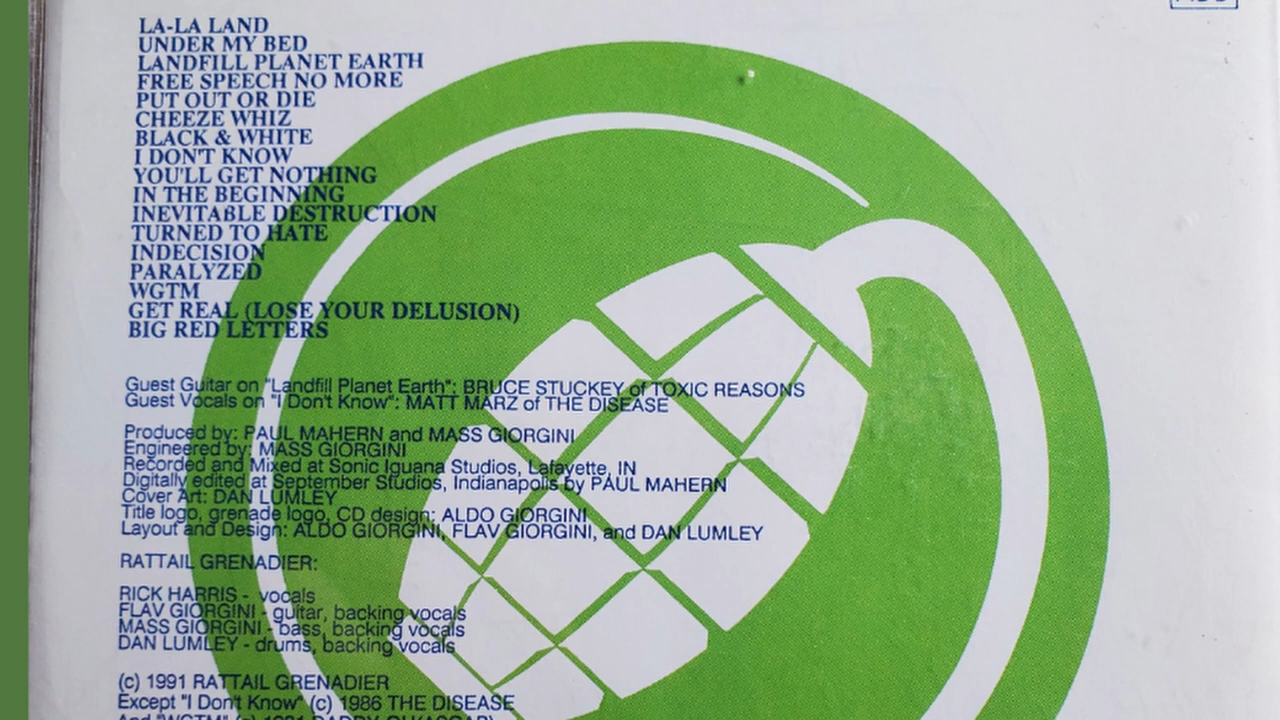 LA-LA LAND
UNDER MY BED
LANDFILL PLANET EARTH
FREE SPEECH NO MORE
PUT OUT OR DIE
CHEEZE WHIZ
BLACK & WHITE
I DON'T KNOW
YOU'LL GET NOTHING
IN THE BEGINNING
INEVITABLE DESTRUCTION
TURNED TO HATE
INDECISION
PARALYZED
WGTM
GET REAL (LOSE YOUR DELUSION)
BIG RED LETTERS
Guest Guitar on "Landfill Planet Earth": BRUCE STUCKEY of TOXIC REASONS
Guest Vocals on "I Don't Know": MATT MARZ of THE DISEASE
Produced by: PAUL MAHERN and MASS GIORGINI
Engineered by: MASS GIORGINI
Recorded and Mixed at Sonic Iguana Studios, Lafayette, IN
Digitally edited at September Studios, Indianapolis by PAUL MAHERN
Cover Art: DAN LUMLEY
Title logo, grenade logo, CD design: ALDO GIORGINI
Layout and Design: ALDO GIORGINI, FLAV GIORGINI, and DAN LUMLEY
RATTAIL GRENADIER:
RICK HARRIS - vocals
FLAV GIORGINI - guitar, backing vocals
MASS GIORGINI - bass, backing vocals
DAN LUMLEY - drums, backing vocals
(c) 1991 RATTAIL GRENADIER
Except "I Don't Know" (c) 1986 THE DISEASE
And "WGTM" (c) 1981